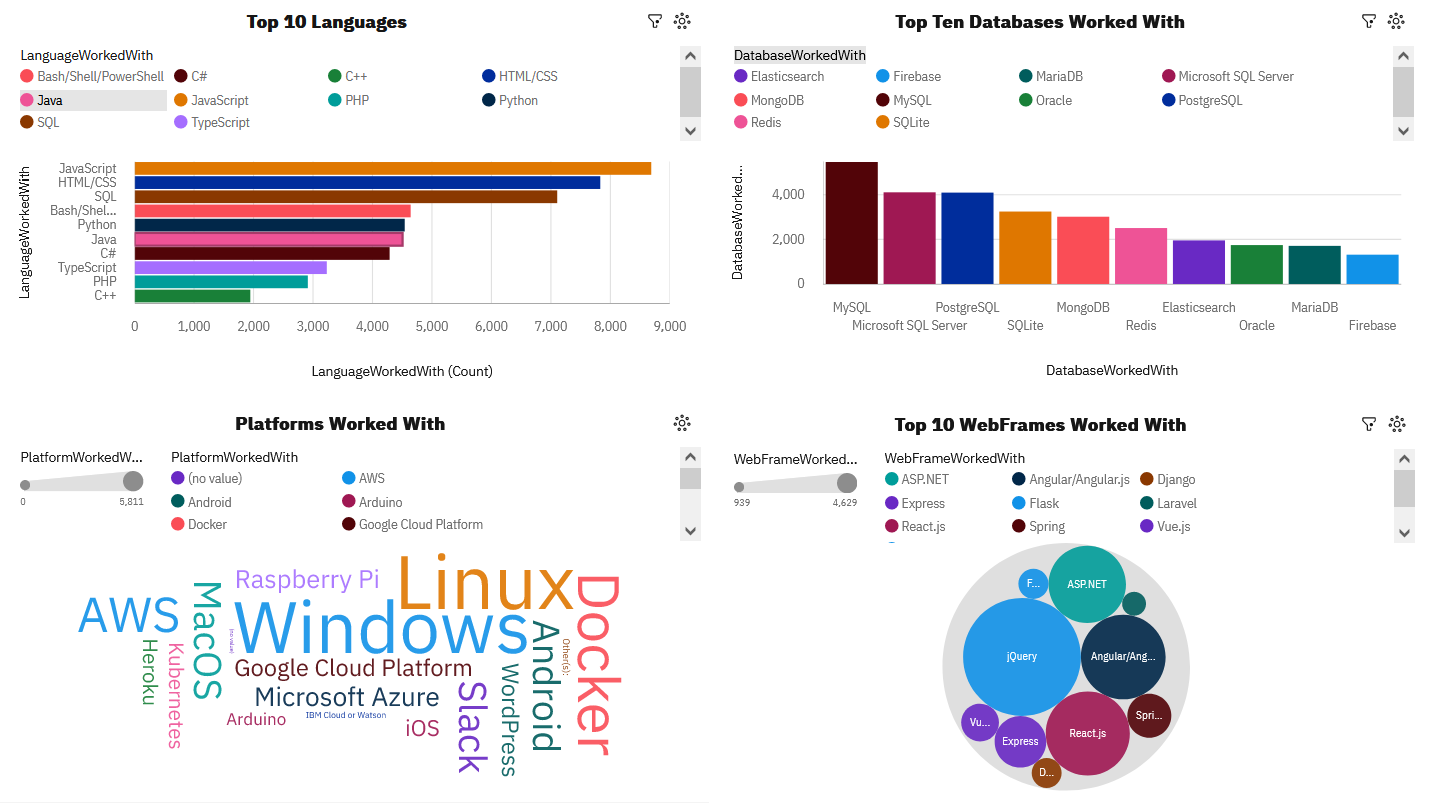 Top 10 Languages
LanguageWorkedWith
Bash/Shell/PowerShell C# C++ HTML/CSS
Java JavaScript PHP Python
SQL TypeScript
LanguageWorkedWith
JavaScript
HTML/CSS
SQL
Bash/Shel...
Python
Java
C#
TypeScript
PHP
C++
0 1,000 2,000 3,000 4,000 5,000 6,000 7,000 8,000 9,000
LanguageWorkedWith (Count)
Top Ten Databases Worked With
DatabaseWorkedWith
Elasticsearch Firebase MariaDB Microsoft SQL Server
MongoDB MySQL Oracle PostgreSQL
Redis SQLite
DatabaseWorked...
4,000
2,000
0
MySQL PostgreSQL MongoDB Elasticsearch MariaDB
Microsoft SQL Server SQLite Redis Oracle Firebase
DatabaseWorkedWith
Platforms Worked With
PlatformWorkedW...
0 5,811
PlatformWorkedWith
(no value) AWS
Android Arduino
Docker Google Cloud Platform
Linux
Raspberry Pi
Docker
MacOS
AWS
Windows
(no value)
Android
Other(s):
Heroku
Kubernetes
Google Cloud Platform
WordPress
Slack
Microsoft Azure
IBM Cloud or Watson
Arduino
iOS
Top 10 WebFrames Worked With
WebFrameWorked...
939 4,629
WebFrameWorkedWith
ASP.NET Angular/Angular.js Django
Express Flask Laravel
React.js Spring Vue.js
F...
ASP.NET
jQuery
Angular/Ang...
Vu...
Spri...
Express
React.js
D...